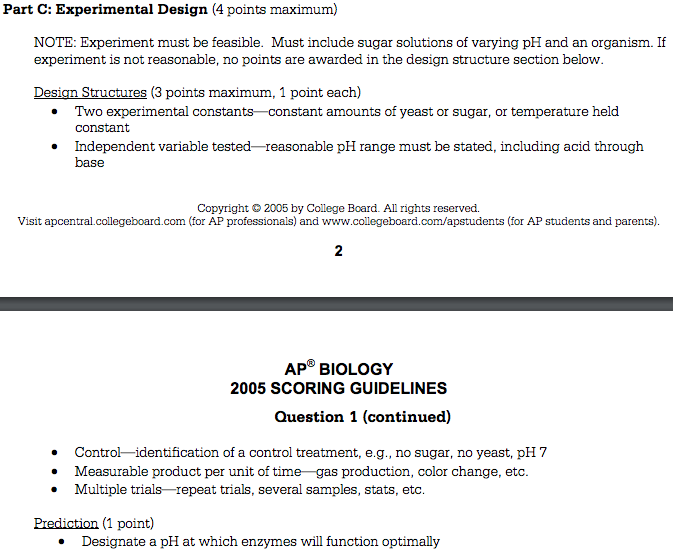 Part C: Experimental Design (4 points maximum)
NOTE: Experiment must be feasible.  Must include sugar solutions of varying pH and an organism. If
experiment is not reasonable, no points are awarded in the design structure section below.
Design Structures (3 points maximum, 1 point each)
• Two experimental constants—constant amounts of yeast or sugar, or temperature held
constant
• Independent variable tested—reasonable pH range must be stated, including acid through
base
Copyright © 2005 by College Board. All rights reserved.
Visit apcentral.collegeboard.com (for AP professionals) and www.collegeboard.com/apstudents (for AP students and parents).
2
AP® BIOLOGY
2005 SCORING GUIDELINES
Question 1 (continued)
• Control—identification of a control treatment, e.g., no sugar, no yeast, pH 7
• Measurable product per unit of time—gas production, color change, etc.
• Multiple trials—repeat trials, several samples, stats, etc.
Prediction (1 point)
• Designate a pH at which enzymes will function optimally